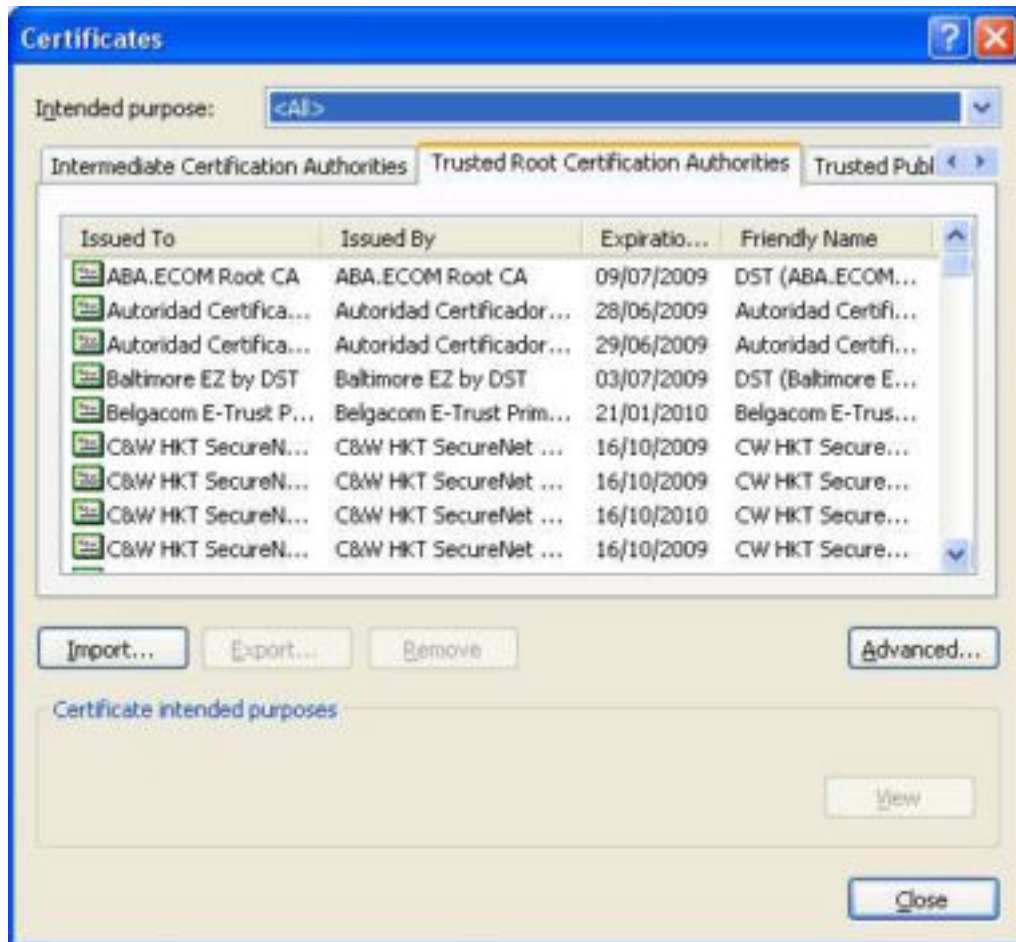 Certificates
Intended purpose: <All>
Intermediate Certification Authorities Trusted Root Certification Authorities Trusted Publ
Issued To Issued By Expiratio... Friendly Name
ABA.ECOM Root CA ABA.ECOM Root CA 09/07/2009 DST (ABA.ECOM...
Autoridad Certifica... Autoridad Certificador... 28/06/2009 Autoridad Certifi...
Autoridad Certifica... Autoridad Certificador... 29/06/2009 Autoridad Certifi...
Baltimore EZ by DST Baltimore EZ by DST 03/07/2009 DST (Baltimore E...
Belgacom E-Trust P... Belgacom E-Trust Prim... 21/01/2010 Belgacom E-Trus...
C&W HKT SecureN... C&W HKT SecureNet ... 16/10/2009 CW HKT Secure...
C&W HKT SecureN... C&W HKT SecureNet ... 16/10/2009 CW HKT Secure...
C&W HKT SecureN... C&W HKT SecureNet ... 16/10/2010 CW HKT Secure...
C&W HKT SecureN... C&W HKT SecureNet ... 16/10/2009 CW HKT Secure...
Import... Export... Remove Advanced...
Certificate intended purposes
View
Close